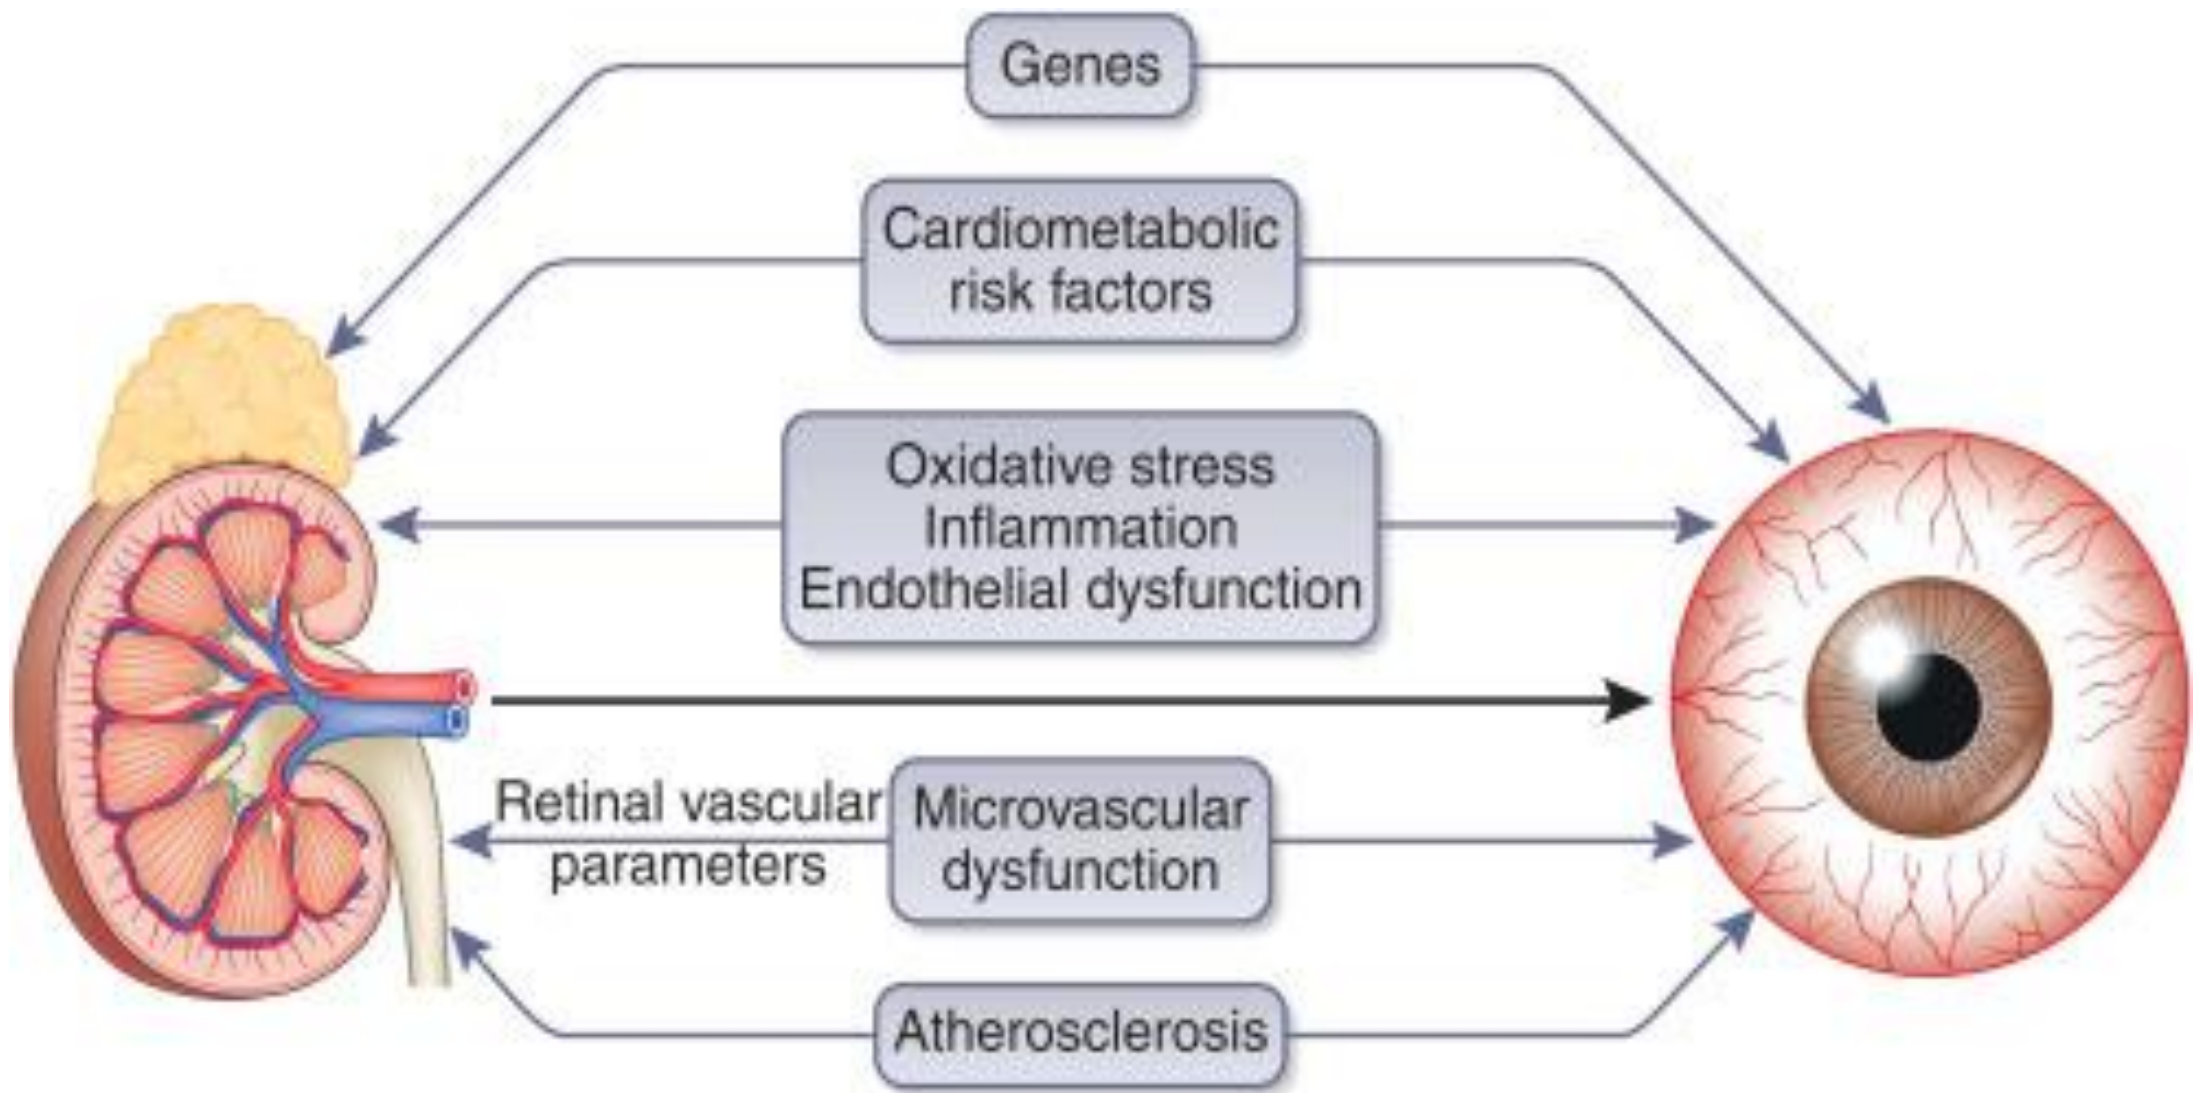 Genes
Cardiometabolic
risk factors
Oxidative stress
Inflammation
Endothelial dysfunction
Retinal vascular
parameters
Microvascular
dysfunction
Atherosclerosis